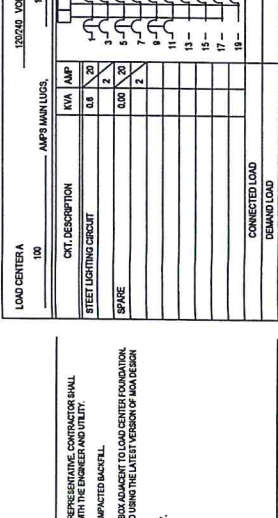 REPRESENTATIVE. CONTRACTOR SHALL
WITH THE ENGINEER AND UTILITY.
MPACTED BACKFILL.
BOX ADJACENT TO LOAD CENTER FOUNDATION.
D USING THE LATEST VERSION OF MOA DESIGN
LOAD CENTER A
120/240 VOL
100 AMPS MAIN LUGS,
CKT. DESCRIPTION KVA AMP
STEET LIGHTING CIRCUIT 0.6 20 2 1 3
SPARE 0.00 20 2 5 7
9
11
13
15
17
19
CONNECTED LOAD
DEMAND LOAD